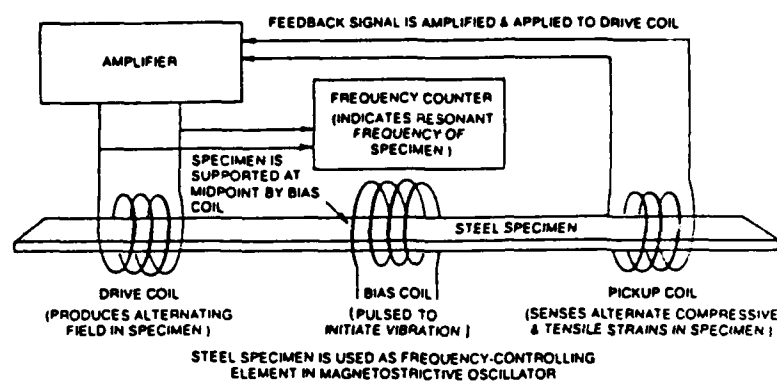 FEEDBACK SIGNAL IS AMPLIFIED & APPLIED TO DRIVE COIL
AMPLIFIER
FREQUENCY COUNTER
(INDICATES RESONANT
FREQUENCY OF
SPECIMEN)
SPECIMEN IS
SUPPORTED AT
MIDPOINT BY BIAS
COIL
STEEL SPECIMEN
DRIVE COIL
(PRODUCES ALTERNATING
FIELD IN SPECIMEN)
BIAS COIL
(PULSED TO
INITIATE VIBRATION)
PICKUP COIL
(SENSES ALTERNATE COMPRESSIVE
& TENSILE STRAINS IN SPECIMEN)
STEEL SPECIMEN IS USED AS FREQUENCY-CONTROLLING
ELEMENT IN MAGNETOSTRICTIVE OSCILLATOR